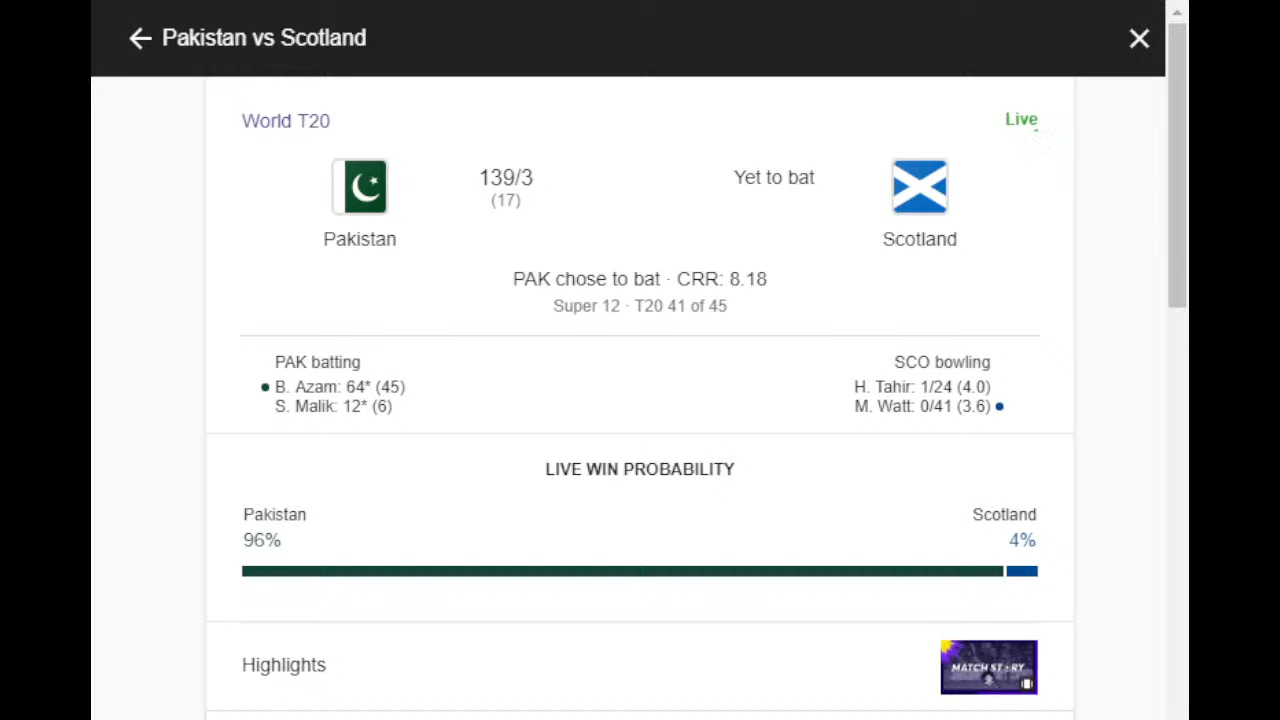 Pakistan vs Scotland
World T20
Live
139/3
(17)
Yet to bat
Pakistan
Scotland
PAK chose to bat · CRR: 8.18
Super 12 · T20 41 of 45
PAK batting
B. Azam: 64* (45)
S. Malik: 12* (6)
SCO bowling
H. Tahir: 1/24 (4.0)
M. Watt: 0/41 (3.6)
LIVE WIN PROBABILITY
Pakistan
Scotland
96%
4%
Highlights
MATCH STORY